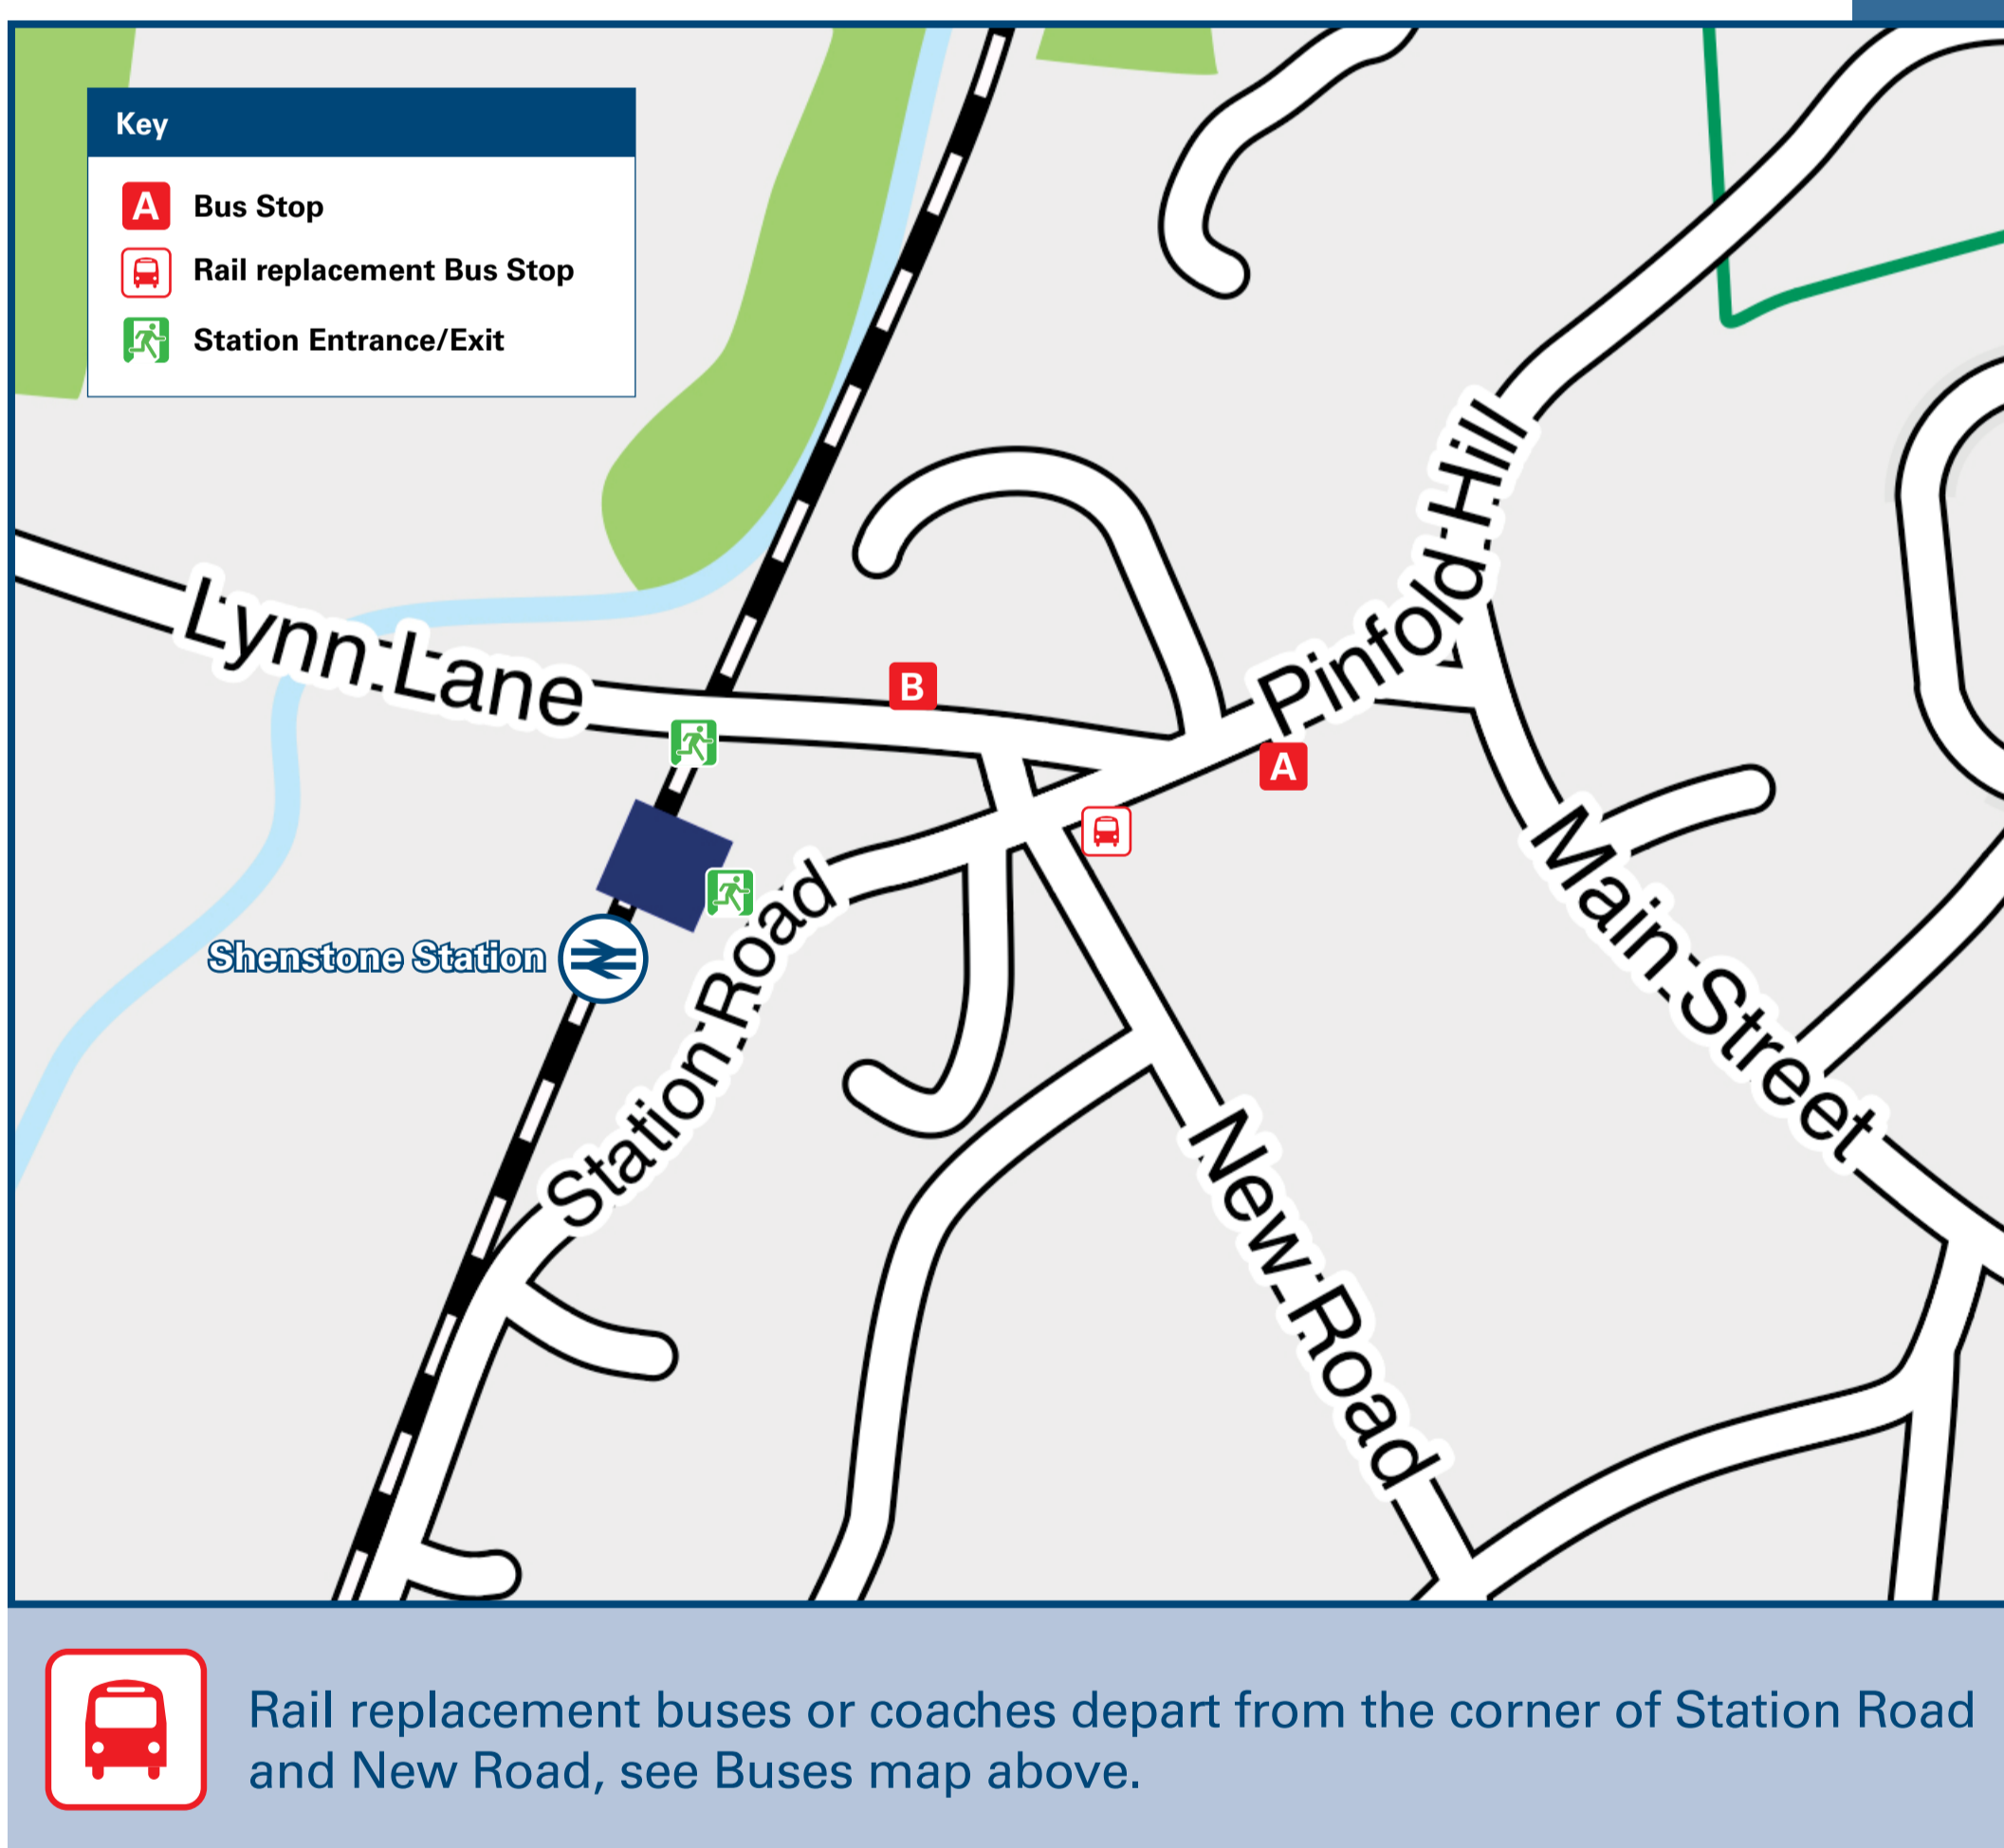 Key
A Bus Stop
Rail replacement Bus Stop
Station Entrance/Exit
Lynn Lane
B
Pinfold Hill
A
Main Street
Shenstone Station
Station Road
New Road
Rail replacement buses or coaches depart from the corner of Station Road
and New Road, see Buses map above.